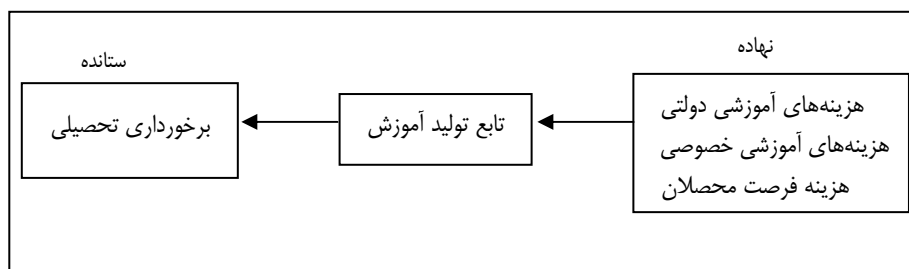 نهاده
هزینه‌های آموزشی دولتی
هزینه‌های آموزشی خصوصی
هزینه فرصت محصلان
تابع تولید آموزش
ستانده
برخورداری تحصیلی